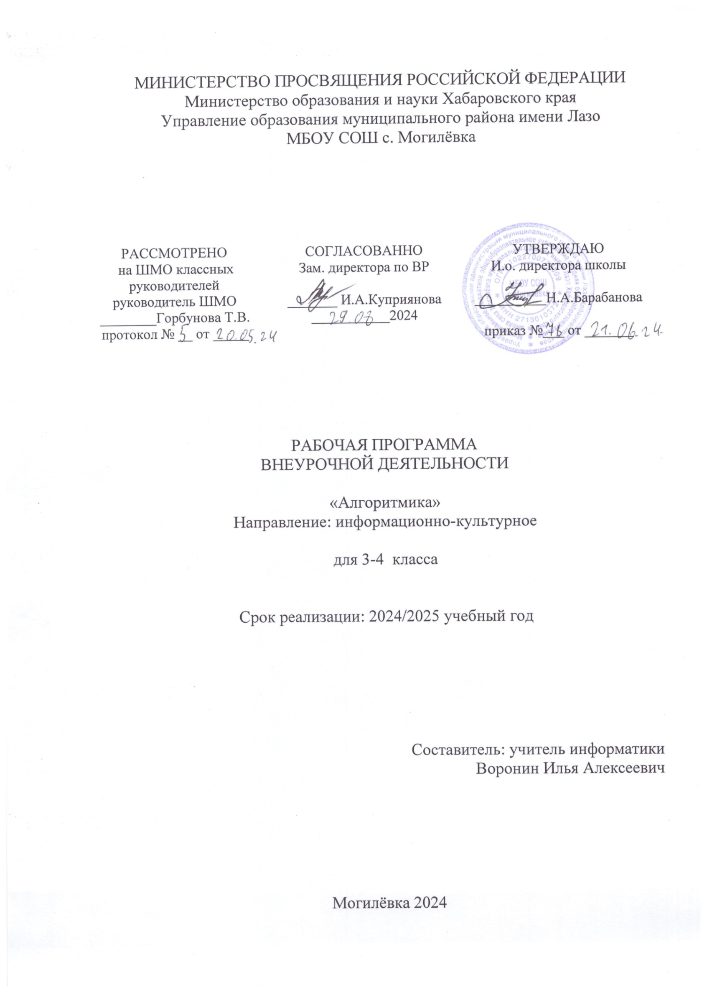 МИНИСТЕРСТВО ПРОСВЯЩЕНИЯ РОССИЙСКОЙ ФЕДЕРАЦИИ
Министерство образования и науки Хабаровского края
Управление образования муниципального района имени Лазо
МБОУ СОШ с. Могилёвка
РАССМОТРЕНО
на ШМО классных
руководителей
руководитель ШМО
________Горбунова Т.В.
протокол № 5 от 20.05.24
СОГЛАСОВАННО
Зам. директора по ВР
_______ И.А.Куприянова
29.08 2024
УТВЕРЖДАЮ
И.о. директора школы
_________Н.А.Барабанова
приказ № 76 от 21.06.24.
МБОУ СОШ
ИНН 2713010372
РАБОЧАЯ ПРОГРАММА
ВНЕУРОЧНОЙ ДЕЯТЕЛЬНОСТИ
«Алгоритмика»
Направление: информационно-культурное
для 3-4 класса
Срок реализации: 2024/2025 учебный год
Составитель: учитель информатики
Воронин Илья Алексеевич
Могилёвка 2024